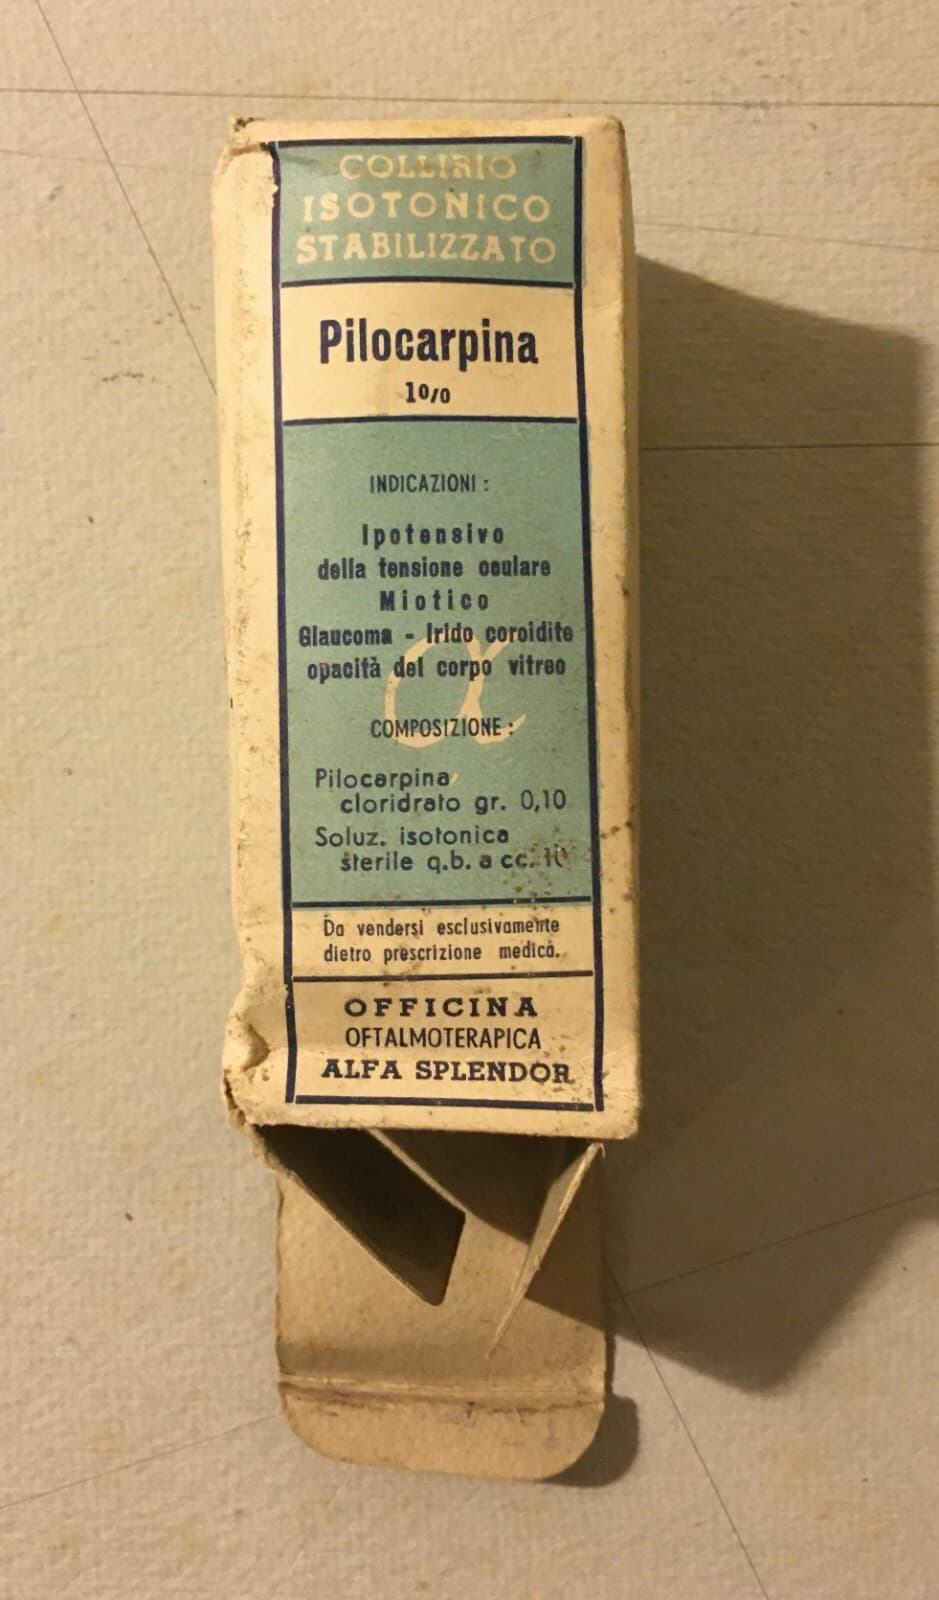 COLLIRIO
ISOTONICO
STABILIZZATO
Pilocarpina
1%
INDICAZIONI :
Ipotensivo
della tensione oculare
Miotico
Glaucoma - Irido coroidite
opacità del corpo vitreo
α
COMPOSIZIONE :
Pilocarpina
cloridrato gr. 0,10
Soluz. isotonica
sterile q.b. a cc. 10
Da vendersi esclusivamente
dietro prescrizione medica.
OFFICINA
OFTALMOTERAPICA
ALFA SPLENDOR